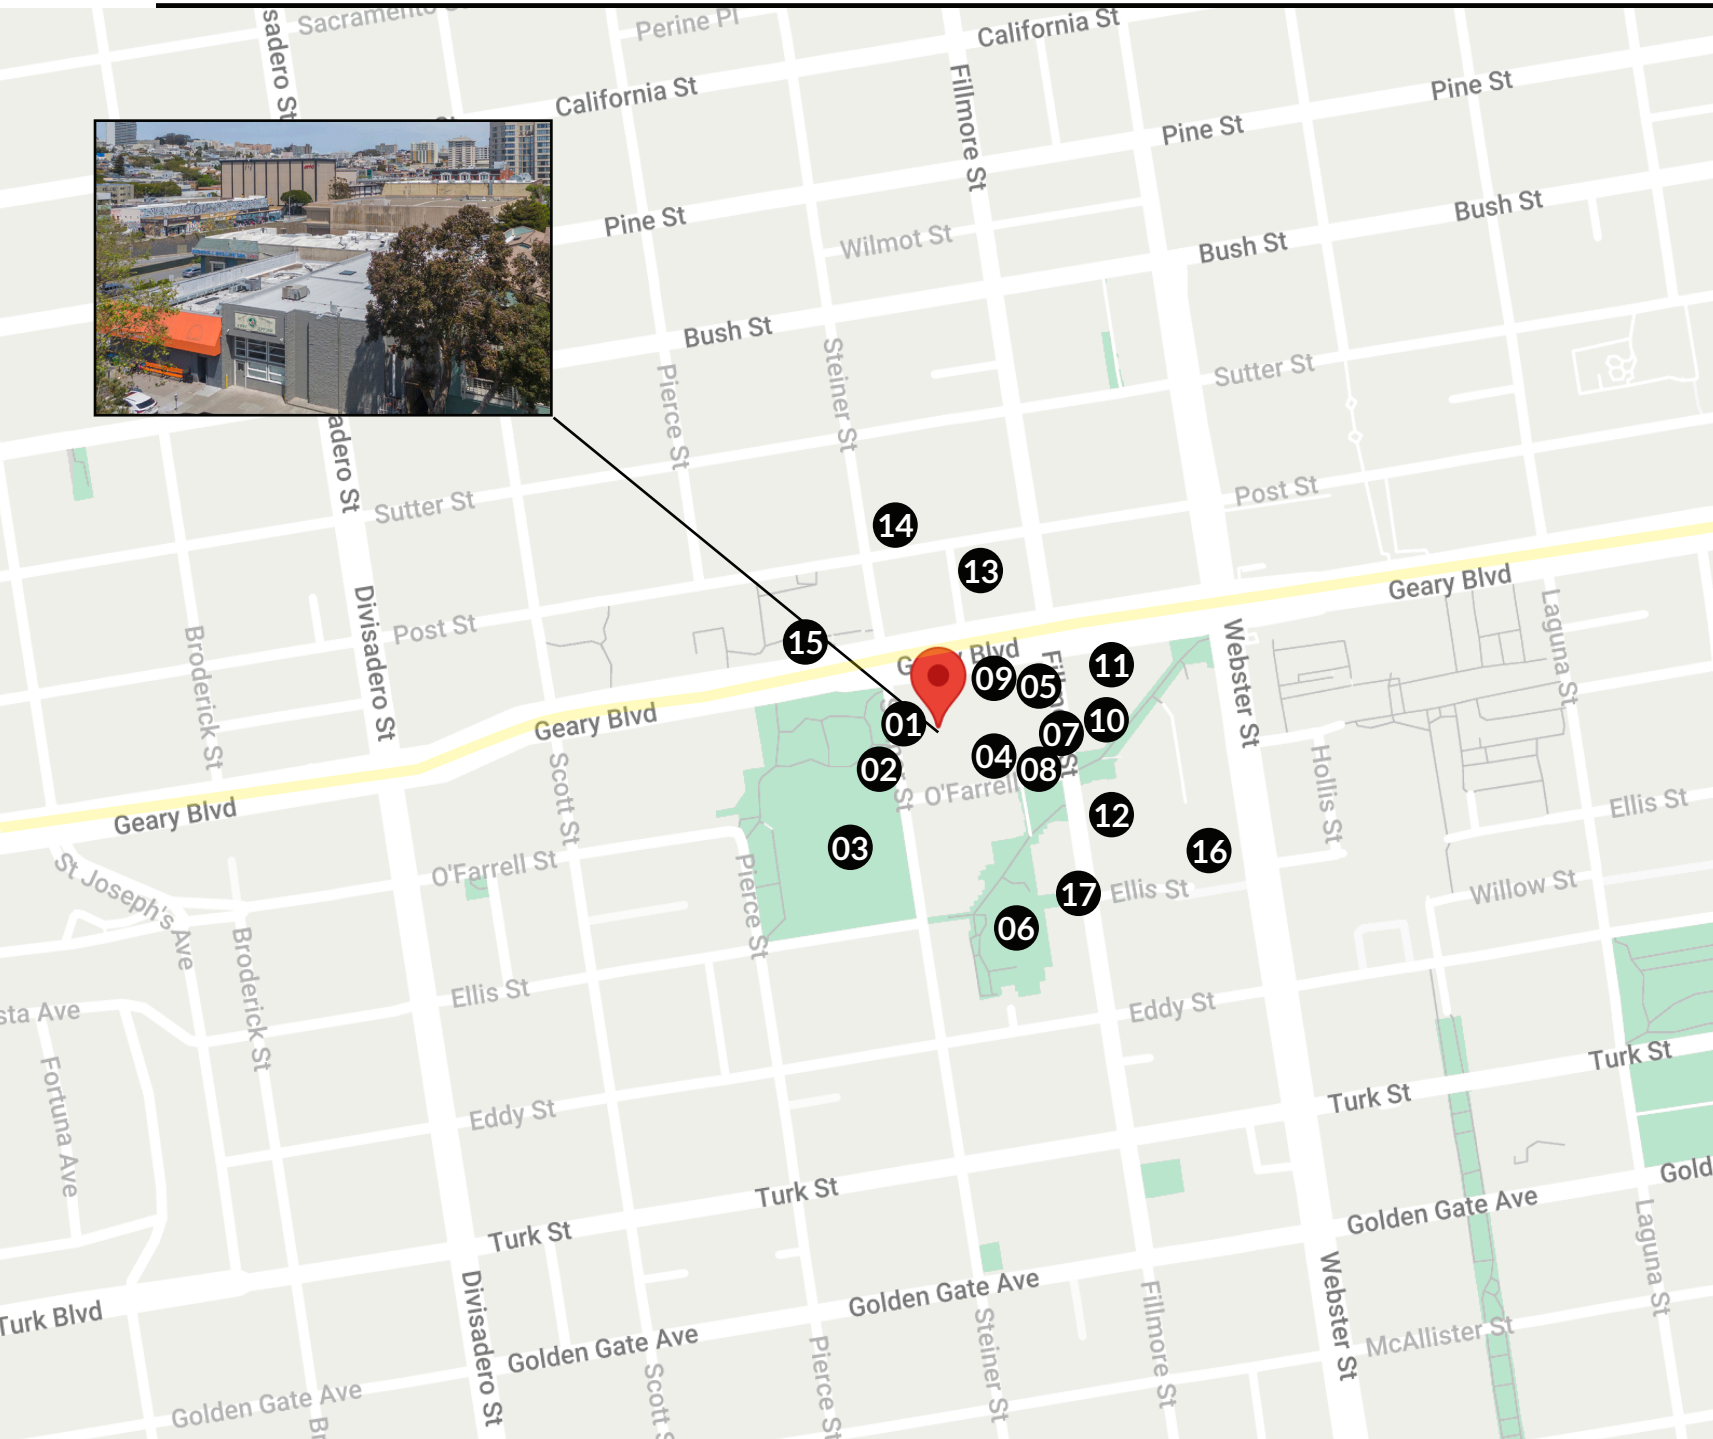 Sacramento
Perine Pl
California St
California St
Pine St
Pine St
Pine St
Fillmore St
sadero St
Wilmot St
Bush St
Bush St
Bush St
Steiner St
Pierce St
Sutter St
Sutter St
adero St
Post St
Post St
14
13
Geary Blvd
Geary Blvd
Geary Blvd
Geary Blvd
Divisadero St
Broderick St
Laguna St
Webster St
15
09
05
11
01
07
10
02
04
08
O'Farrell
Scott St
Hollis St
Ellis St
12
03
16
O'Farrell St
St Joseph's Ave
Pierce St
17
Ellis St
Willow St
06
Broderick St
Ellis St
Eddy St
sta Ave
Fortuna Ave
Turk St
Turk St
Eddy St
Gold
Turk St
Turk St
Golden Gate Ave
Laguna St
Golden Gate Ave
Turk Blvd
Divisadero St
Golden Gate Ave
Scott S
Pierce St
Steiner St
Fillmore St
Webster St
McAllister St
Golden Gate Ave
Br